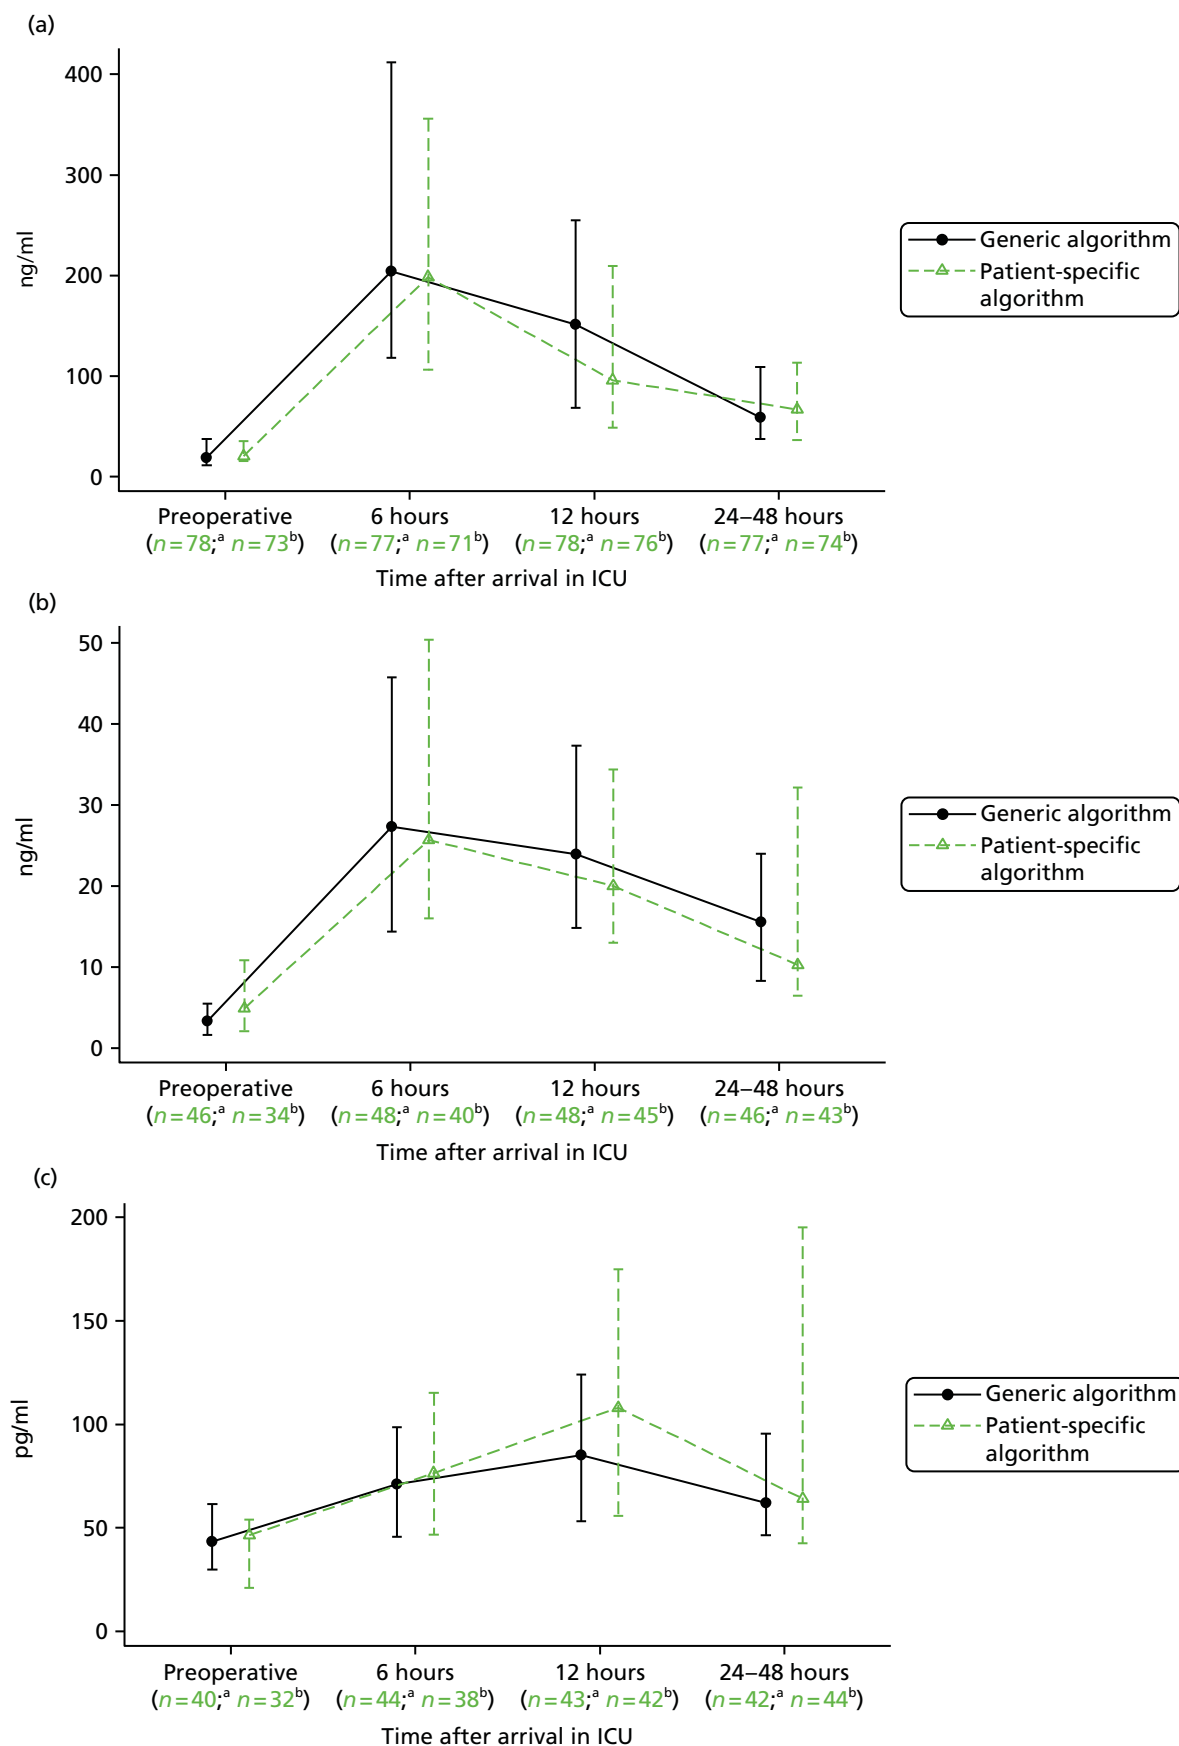 (a)
400
300
200
100
0
ng/ml
Generic algorithm
Patient-specific
algorithm
Preoperative 6 hours 12 hours 24–48 hours
(n=78;ᵃ n=73ᵇ) (n=77;ᵃ n=71ᵇ) (n=78;ᵃ n=76ᵇ) (n=77;ᵃ n=74ᵇ)
Time after arrival in ICU
(b)
50
40
30
20
10
0
ng/ml
Generic algorithm
Patient-specific
algorithm
Preoperative 6 hours 12 hours 24–48 hours
(n=46;ᵃ n=34ᵇ) (n=48;ᵃ n=40ᵇ) (n=48;ᵃ n=45ᵇ) (n=46;ᵃ n=43ᵇ)
Time after arrival in ICU
(c)
200
150
100
50
0
pg/ml
Generic algorithm
Patient-specific
algorithm
Preoperative 6 hours 12 hours 24–48 hours
(n=40;ᵃ n=32ᵇ) (n=44;ᵃ n=38ᵇ) (n=43;ᵃ n=42ᵇ) (n=42;ᵃ n=44ᵇ)
Time after arrival in ICU